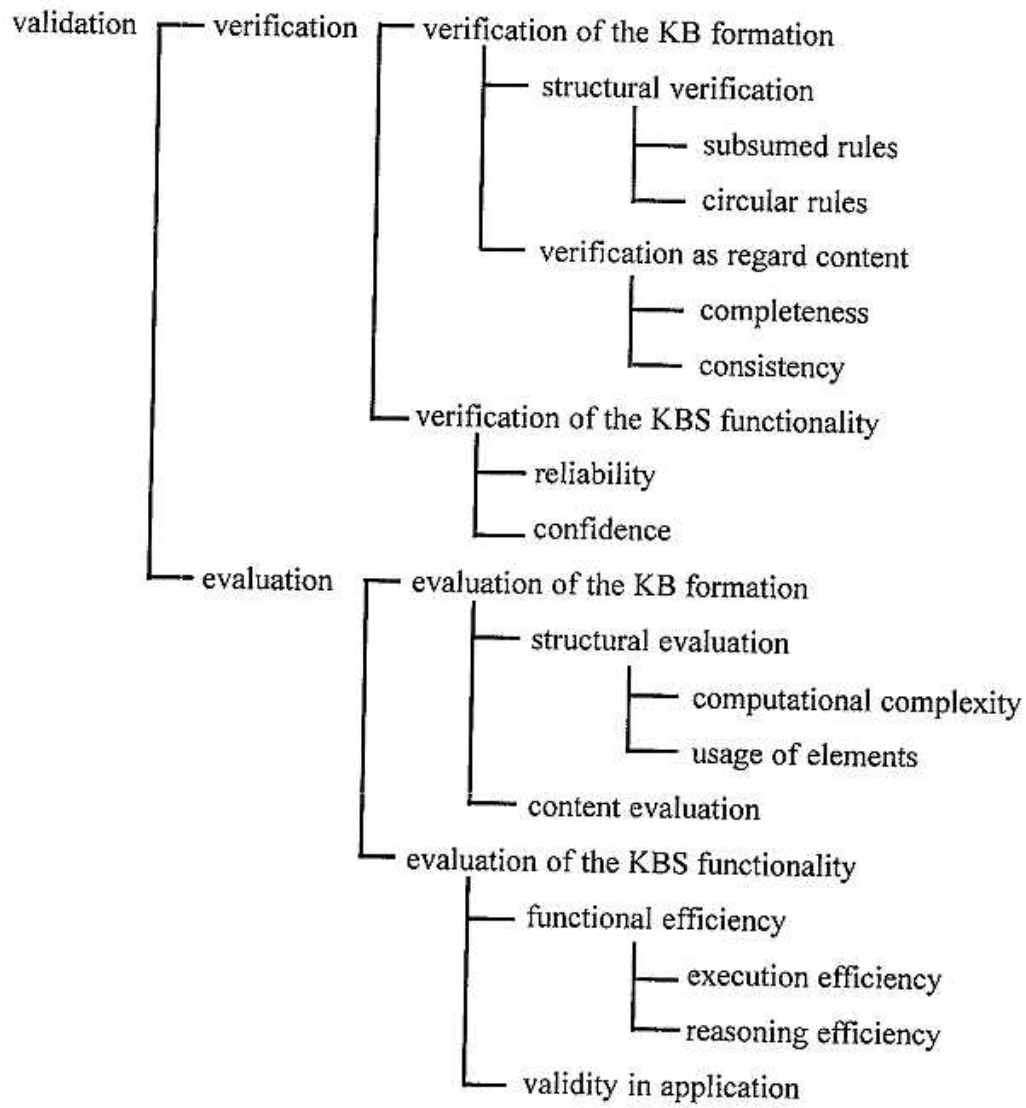 validation verification verification of the KB formation
structural verification
subsumed rules
circular rules
verification as regard content
completeness
consistency
verification of the KBS functionality
reliability
confidence
evaluation evaluation of the KB formation
structural evaluation
computational complexity
usage of elements
content evaluation
evaluation of the KBS functionality
functional efficiency
execution efficiency
reasoning efficiency
validity in application